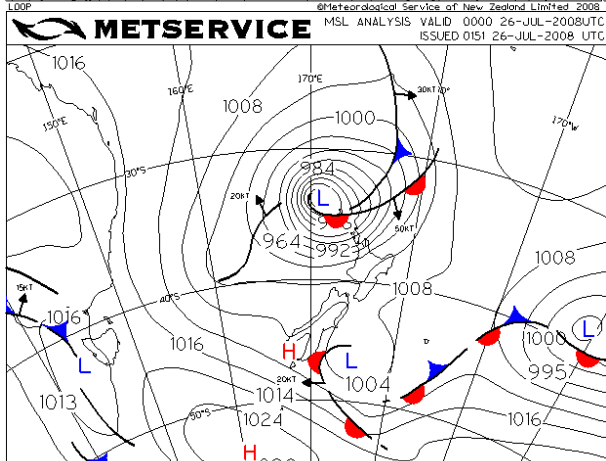 LOOP
©Meteorological Service of New Zealand Limited 2008
METSERVICE
MSL ANALYSIS VALID 0000 26-JUL-2008UTC
ISSUED 0151 26-JUL-2008 UTC
1016
170°E
160°E
1008
30KT
1000
150°E
170°W
30°S
984
20KT
L
50KT
964
992
1008
15KT
40°S
1008
1016
1016
L
1000
H
L
L
995
20KT
1004
1014
1013
50°S
1024
1016
H